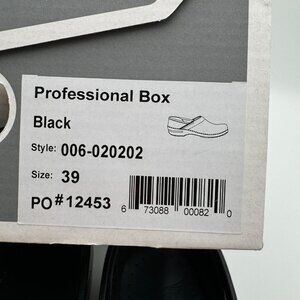 Professional Box
Black
Style: 006-020202
Size: 39
PO#12453
6 73088 00082 0